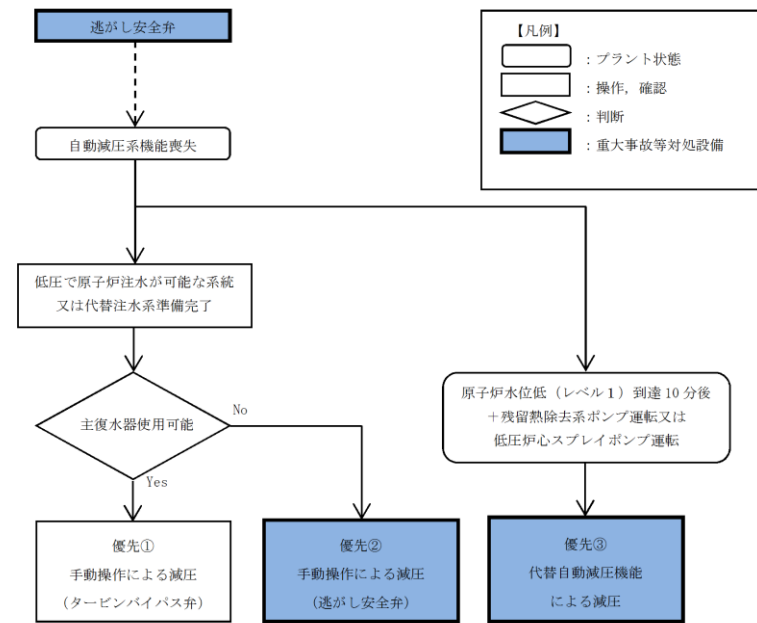 逃がし安全弁
【凡例】
：プラント状態
：操作，確認
：判断
：重大事故等対処設備
自動減圧系機能喪失
低圧で原子炉注水が可能な系統
又は代替注水系準備完了
主復水器使用可能
No
Yes
原子炉水位低（レベル１）到達10分後
＋残留熱除去系ポンプ運転又は
低圧炉心スプレイポンプ運転
優先①
手動操作による減圧
（タービンバイパス弁）
優先②
手動操作による減圧
（逃がし安全弁）
優先③
代替自動減圧機能
による減圧